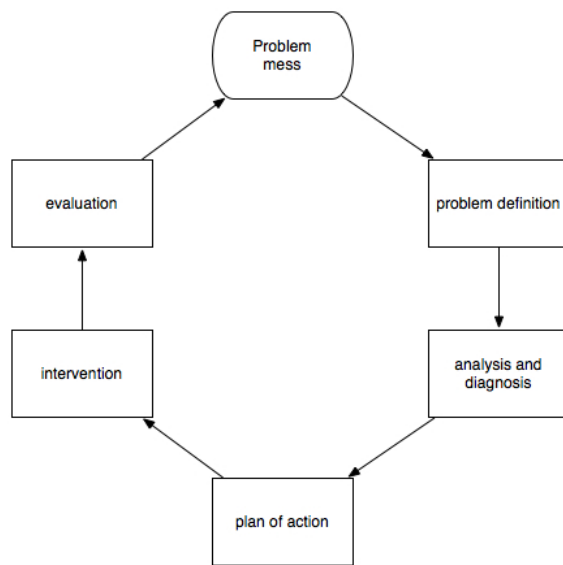 Problem
mess
problem definition
analysis and
diagnosis
plan of action
intervention
evaluation